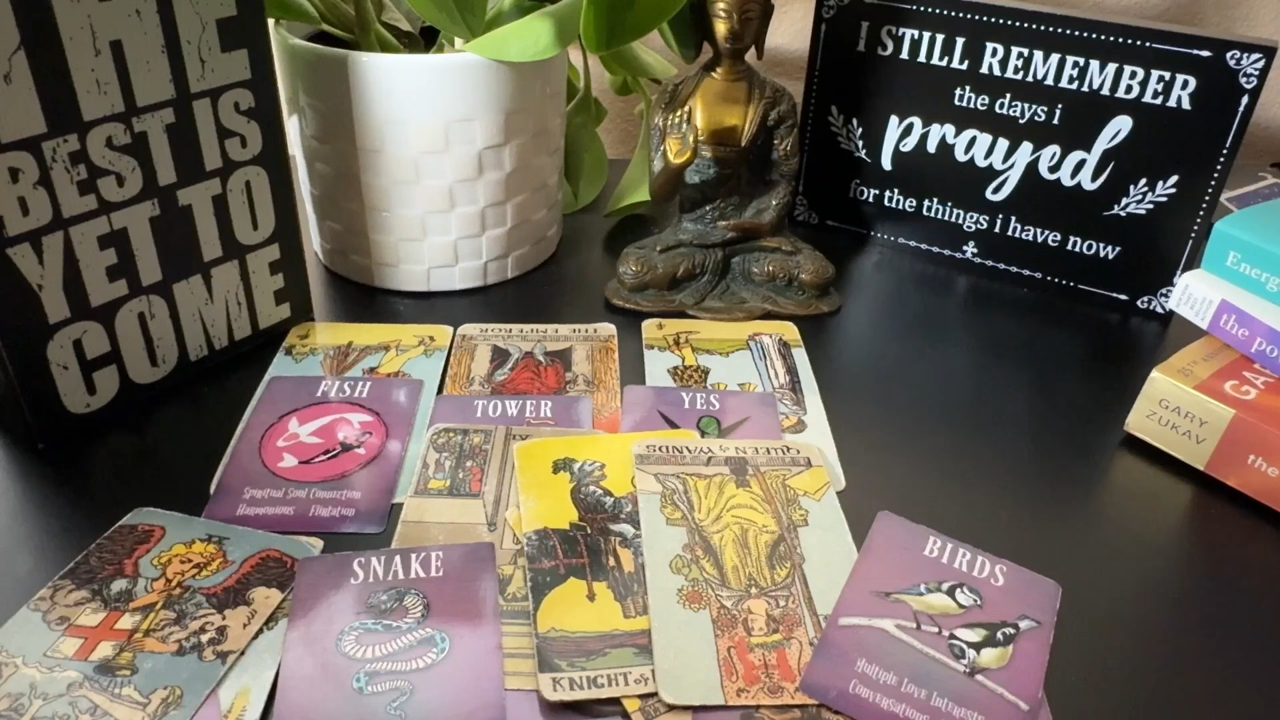 THE
BEST IS
YET TO
COME
I STILL REMEMBER
the days i
prayed
for the things i have now
Energ
the po
GARY
ZUKAV
GA
the
THE EMPEROR
FISH
Spiritual Soul Connection
Harmonious Flirtation
TOWER
YES
QUEEN of WANDS
KNIGHT of
SNAKE
BIRDS
Multiple Love Interests
Conversations